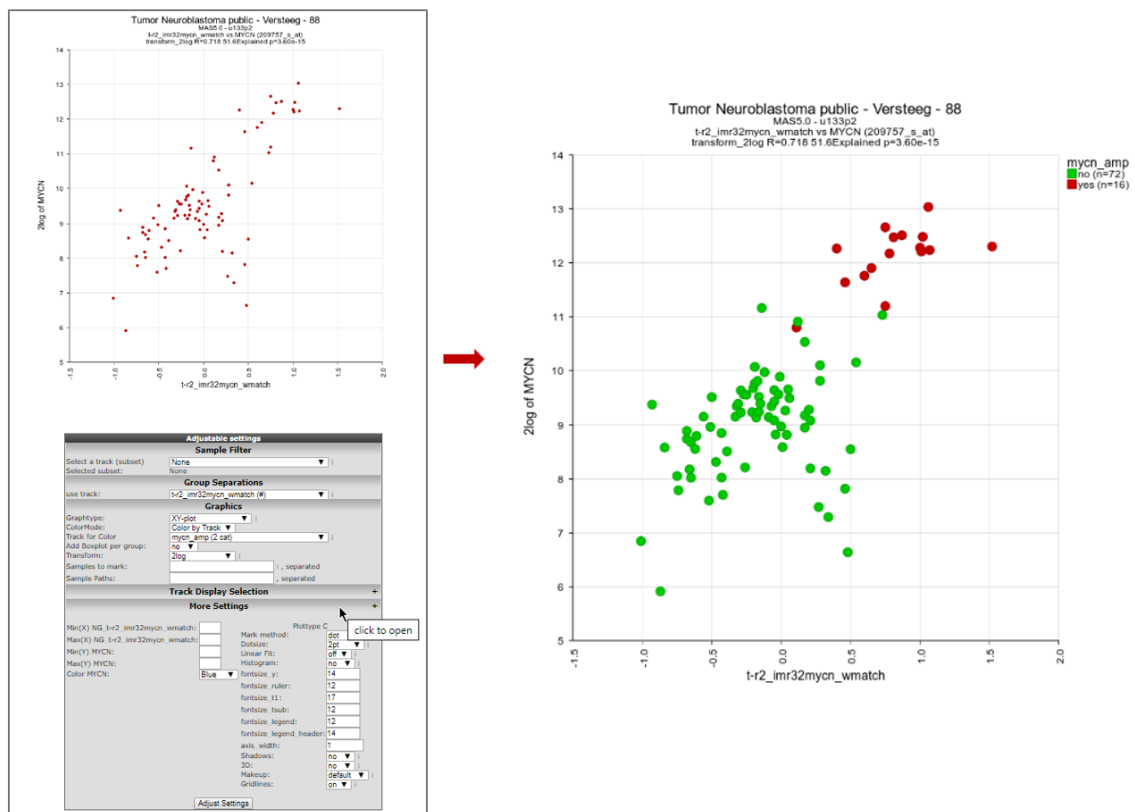 Tumor Neuroblastoma public - Versteeg - 88
MAS5.0 - u133p2
t-r2_imr32mycn_wmatch vs MYCN (209757_s_at)
transform_2log R=0.718 51.6Explained p=3.60e-15
14
13
12
11
10
9
8
7
6
5
2log of MYCN
-1.5
-1.0
-0.5
0.0
0.5
1.0
1.5
2.0
t-r2_imr32mycn_wmatch
Adjustable settings
Sample Filter
Select a track (subset) None
Selected subset: None
Group Separations
use track: t-r2_imr32mycn_wmatch (#)
Graphics
Graphtype: XY-plot
ColorMode: Color by Track
Track for Color mycn_amp (2 cat)
Add Boxplot per group: no
Transform: 2log
Samples to mark: , separated
Sample Paths: , separated
Track Display Selection +
More Settings +
click to open
Min(X) NG_t-r2_imr32mycn_wmatch:
Max(X) NG_t-r2_imr32mycn_wmatch:
Min(Y) MYCN:
Max(Y) MYCN:
Color MYCN: Blue
Plottype C
Mark method: dot
Dotsize: 2pt
Linear Fit: off
Histogram: no
fontsize_y: 14
fontsize_ruler: 12
fontsize_t1: 17
fontsize_tsub: 12
fontsize_legend: 12
fontsize_legend_header: 14
axis_width: 1
Shadows: no
3D: no
Makeup: default
Gridlines: on
Adjust Settings
Tumor Neuroblastoma public - Versteeg - 88
MAS5.0 - u133p2
t-r2_imr32mycn_wmatch vs MYCN (209757_s_at)
transform_2log R=0.718 51.6Explained p=3.60e-15
mycn_amp
no (n=72)
yes (n=16)
14
13
12
11
10
9
8
7
6
5
2log of MYCN
-1.5
-1.0
-0.5
0.0
0.5
1.0
1.5
2.0
t-r2_imr32mycn_wmatch